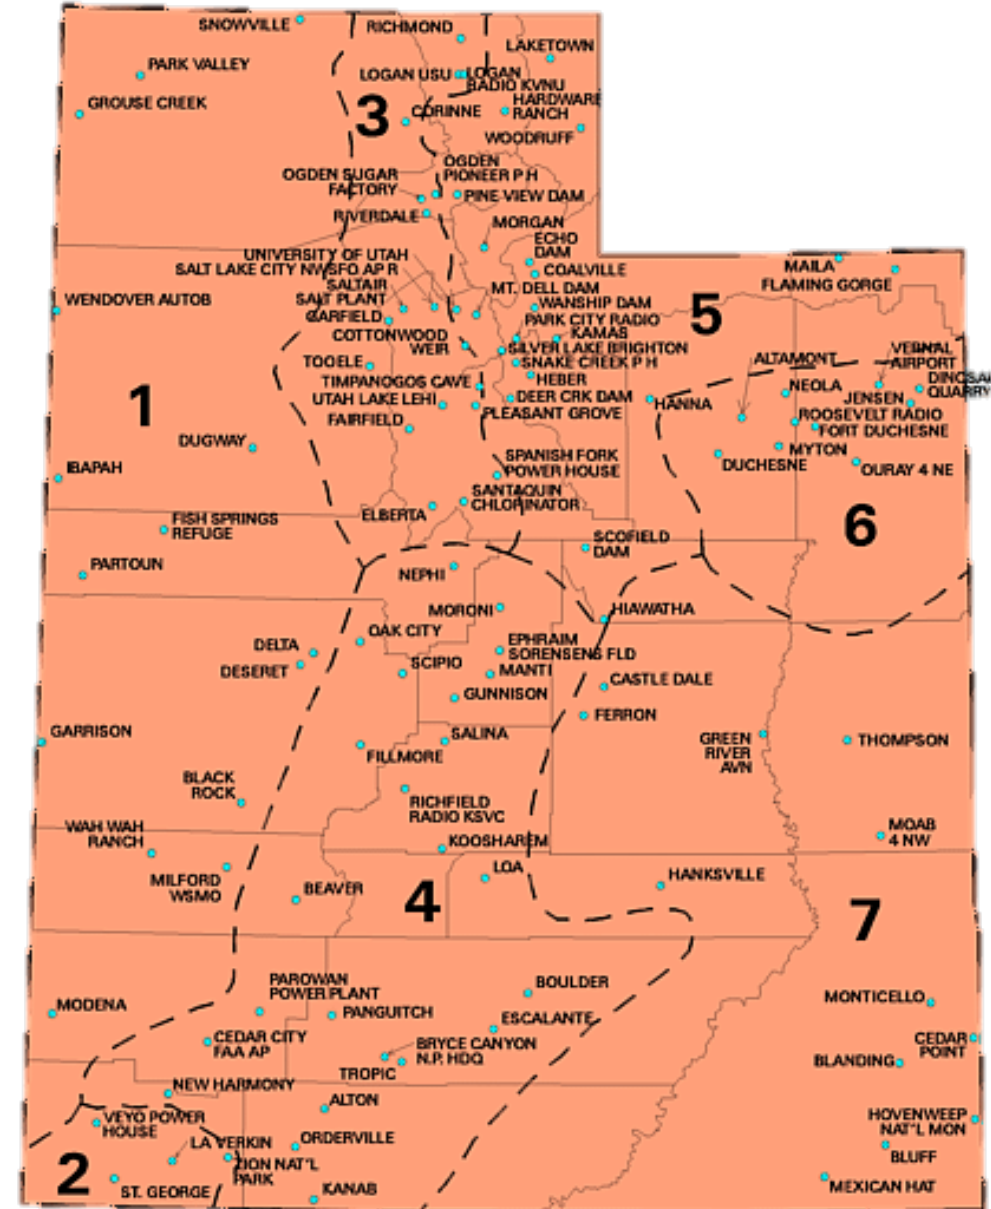 SNOWVILLE
RICHMOND
LAKETOWN
PARK VALLEY
LOGAN USU
LOGAN
RADIO KVNU
GROUSE CREEK
HARDWARE
RANCH
3
CORINNE
WOODRUFF
OGDEN
PIONEER P H
OGDEN SUGAR
FACTORY
PINE VIEW DAM
RIVERDALE
MORGAN
ECHO
DAM
UNIVERSITY OF UTAH
SALT LAKE CITY NWSFO AP R
COALVILLE
MAILA
FLAMING GORGE
SALTAIR
SALT PLANT
MT. DELL DAM
WENDOVER AUTOB
WANSHIP DAM
GARFIELD
PARK CITY RADIO
5
COTTONWOOD
WEIR
KAMAS
SILVER LAKE BRIGHTON
SNAKE CREEK P H
TOOELE
HEBER
ALTAMONT
VERNAL
AIRPORT
TIMPANOGOS CAVE
UTAH LAKE LEHI
DEER CRK DAM
PLEASANT GROVE
HANNA
NEOLA
JENSEN
DINOSA
QUARRY
1
FAIRFIELD
ROOSEVELT RADIO
FORT DUCHESNE
DUGWAY
MYTON
IBAPAH
SPANISH FORK
POWER HOUSE
DUCHESNE
OURAY 4 NE
SANTAQUIN
CHLORINATOR
ELBERTA
6
FISH SPRINGS
REFUGE
SCOFIELD
DAM
PARTOUN
NEPHI
MORONI
HIAWATHA
OAK CITY
DELTA
DESERET
EPHRAIM
SORENSENS FLD
SCIPIO
MANTI
CASTLE DALE
GUNNISON
FERRON
GARRISON
SALINA
GREEN
RIVER
AVN
THOMPSON
FILLMORE
BLACK
ROCK
RICHFIELD
RADIO KSVC
WAH WAH
RANCH
KOOSHAREM
MOAB
4 NW
LOA
HANKSVILLE
MILFORD
WSMO
BEAVER
4
7
PAROWAN
POWER PLANT
BOULDER
MODENA
PANGUITCH
MONTICELLO
ESCALANTE
CEDAR CITY
FAA AP
BRYCE CANYON
N.P. HDQ
CEDAR
POINT
TROPIC
BLANDING
NEW HARMONY
ALTON
VEYO POWER
HOUSE
HOVENWEEP
NAT'L MON
LA VERKIN
ORDERVILLE
BLUFF
2
ZION NAT'L
PARK
ST. GEORGE
KANAB
MEXICAN HAT